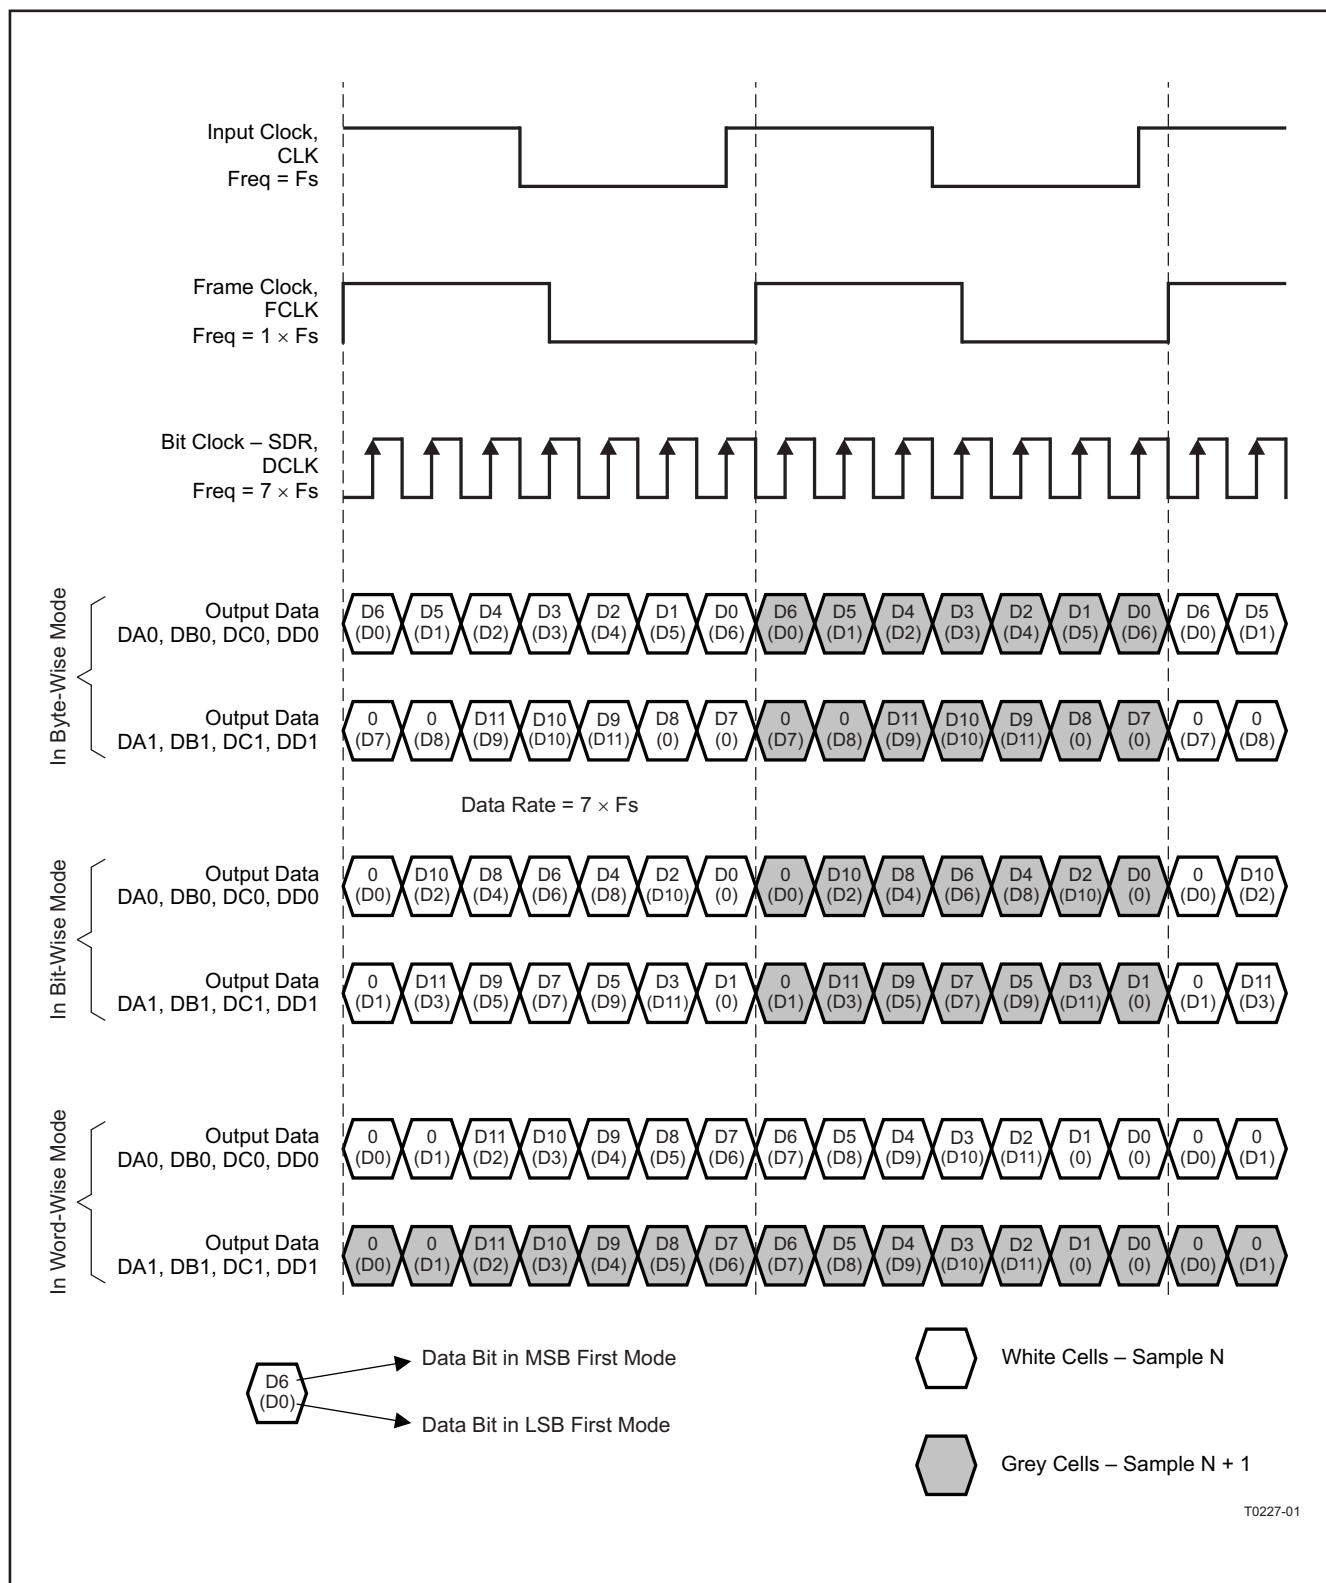 Input Clock,
CLK
Freq = Fs
Frame Clock,
FCLK
Freq = 1 × Fs
Bit Clock – SDR,
DCLK
Freq = 7 × Fs
In Byte-Wise Mode
Output Data
DA0, DB0, DC0, DD0
D6 D5 D4 D3 D2 D1 D0 D6 D5 D4 D3 D2 D1 D0 D6 D5
(D0) (D1) (D2) (D3) (D4) (D5) (D6) (D0) (D1) (D2) (D3) (D4) (D5) (D6) (D0) (D1)
Output Data
DA1, DB1, DC1, DD1
0 0 D11 D10 D9 D8 D7 0 0 D11 D10 D9 D8 D7 0 0
(D7) (D8) (D9) (D10) (D11) (0) (0) (D7) (D8) (D9) (D10) (D11) (0) (0) (D7) (D8)
Data Rate = 7 × Fs
In Bit-Wise Mode
Output Data
DA0, DB0, DC0, DD0
0 D10 D8 D6 D4 D2 D0 0 D10 D8 D6 D4 D2 D0 0 D10
(D0) (D2) (D4) (D6) (D8) (D10) (0) (D0) (D2) (D4) (D6) (D8) (D10) (0) (D0) (D2)
Output Data
DA1, DB1, DC1, DD1
0 D11 D9 D7 D5 D3 D1 0 D11 D9 D7 D5 D3 D1 0 D11
(D1) (D3) (D5) (D7) (D9) (D11) (0) (D1) (D3) (D5) (D7) (D9) (D11) (0) (D1) (D3)
In Word-Wise Mode
Output Data
DA0, DB0, DC0, DD0
0 0 D11 D10 D9 D8 D7 D6 D5 D4 D3 D2 D1 D0 0 0
(D0) (D1) (D2) (D3) (D4) (D5) (D6) (D7) (D8) (D9) (D10) (D11) (0) (0) (D0) (D1)
Output Data
DA1, DB1, DC1, DD1
0 0 D11 D10 D9 D8 D7 D6 D5 D4 D3 D2 D1 D0 0 0
(D0) (D1) (D2) (D3) (D4) (D5) (D6) (D7) (D8) (D9) (D10) (D11) (0) (0) (D0) (D1)
D6
(D0)
Data Bit in MSB First Mode
Data Bit in LSB First Mode
White Cells – Sample N
Grey Cells – Sample N + 1
T0227-01